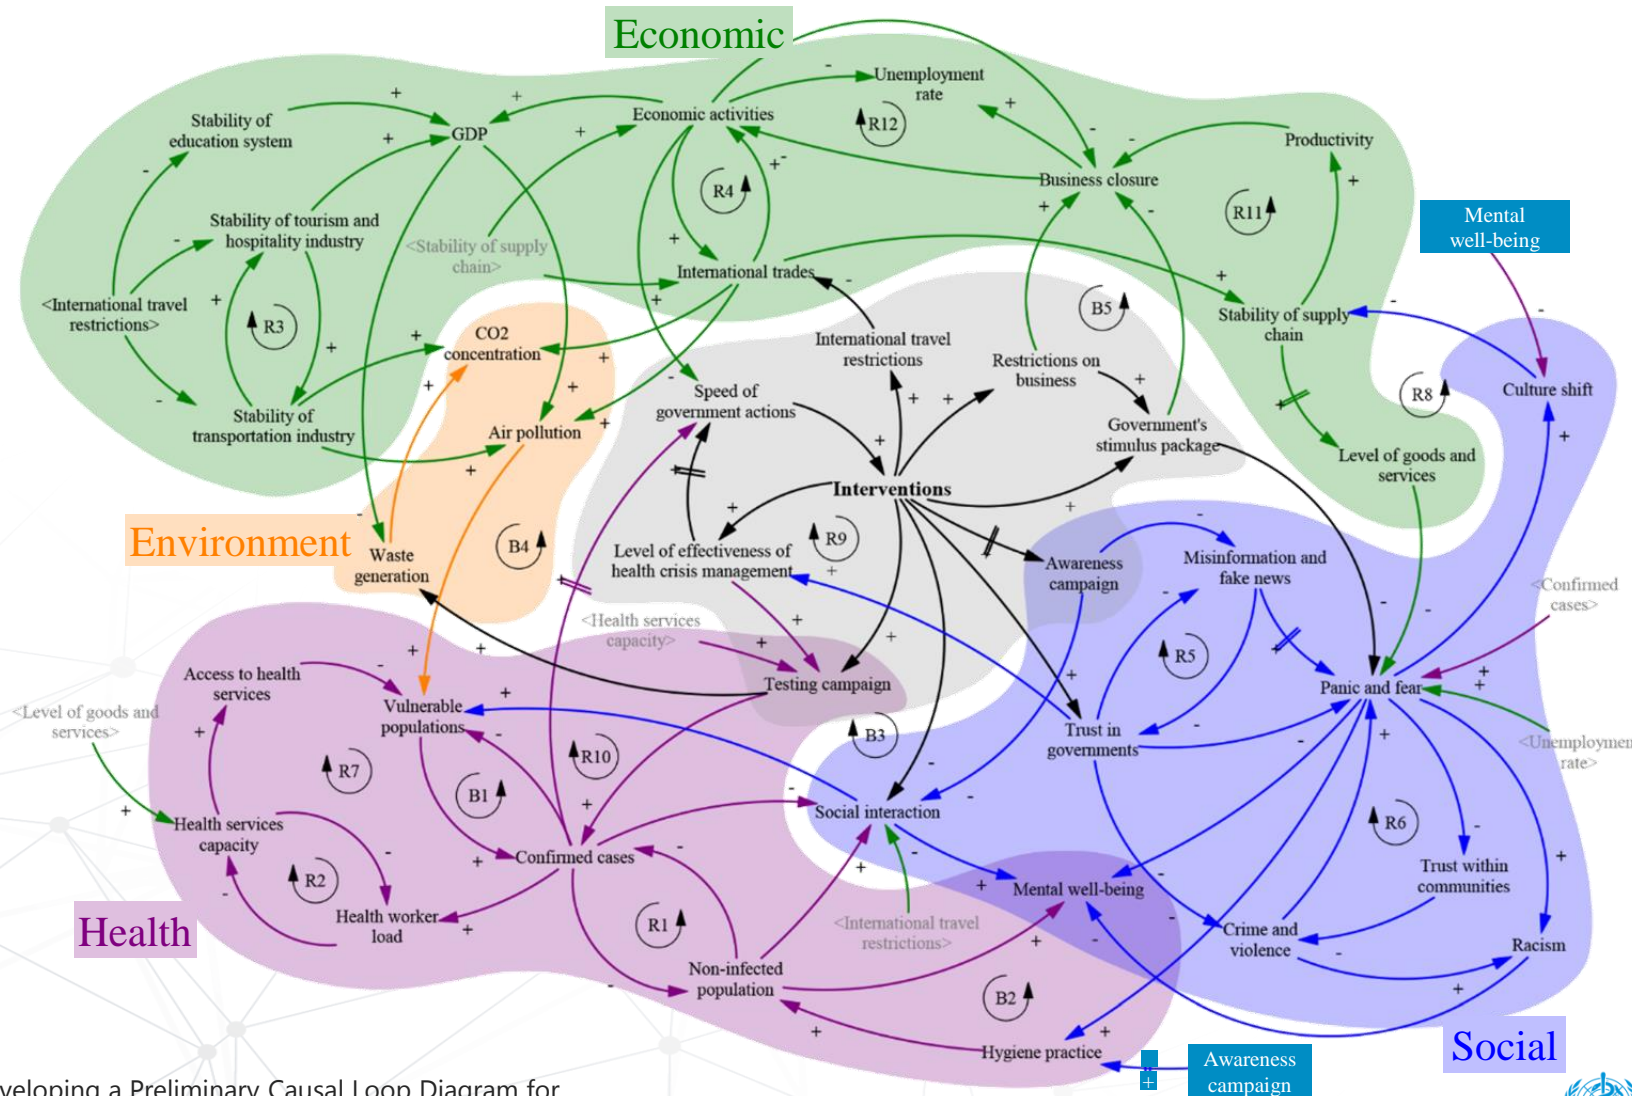 Economic
Unemployment
rate
Stability of
education system
GDP
Economic activities
R12
Productivity
Business closure
R4
R11
Mental
well-being
Stability of tourism and
hospitality industry
<Stability of supply
chain>
International trades
<International travel
restrictions>
R3
B5
Stability of supply
chain
CO2
concentration
International travel
restrictions
Restrictions on
business
Speed of
government actions
Culture shift
R8
Stability of
transportation industry
Air pollution
Government's
stimulus package
Level of goods and
services
Interventions
Environment
B4
Waste
generation
Level of effectiveness of
health crisis management
R9
Awareness
campaign
Misinformation and
fake news
<Confirmed
cases>
<Health services
capacity>
R5
Access to health
services
Testing campaign
Panic and fear
<Level of goods and
services>
Vulnerable
populations
B3
Trust in
governments
<Unemploymen
rate>
R7
R10
B1
Social interaction
R6
Health services
capacity
Confirmed cases
Trust within
communities
R2
Mental well-being
Health
Health worker
load
R1
<International travel
restrictions>
Crime and
violence
Racism
Non-infected
population
B2
Hygiene practice
Social
Awareness
campaign
veloping a Preliminary Causal Loop Diagram for